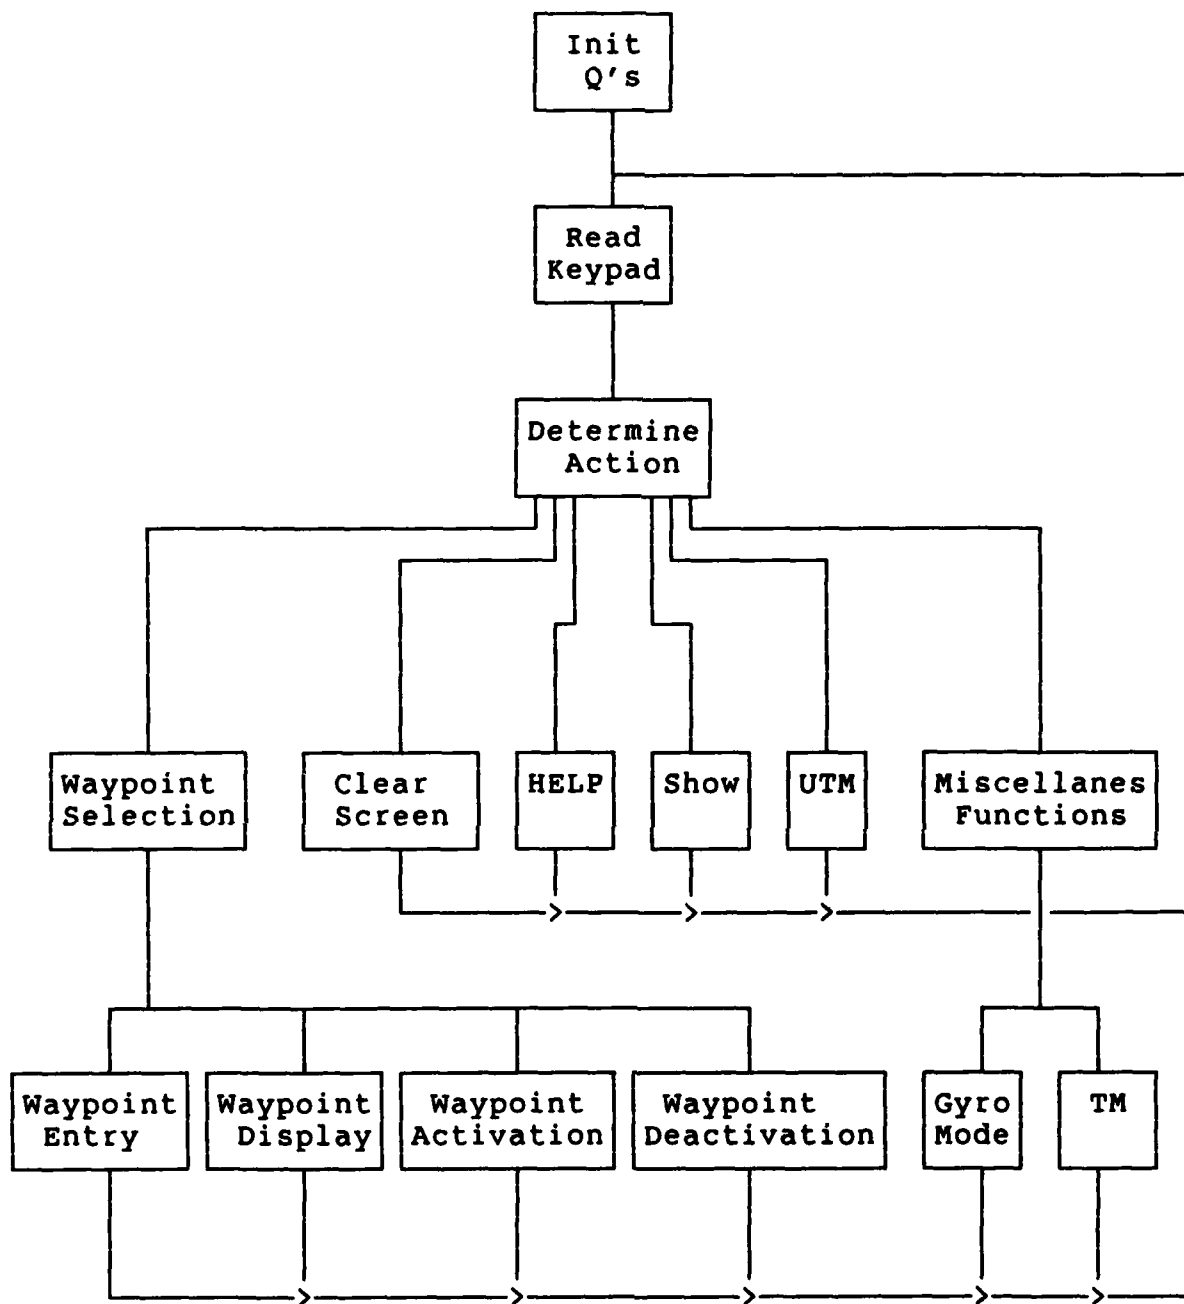 Init
Q's
Read
Keypad
Determine
Action
Waypoint
Selection
Clear
Screen
HELP
Show
UTM
Miscellanes
Functions
Waypoint
Entry
Waypoint
Display
Waypoint
Activation
Waypoint
Deactivation
Gyro
Mode
TM